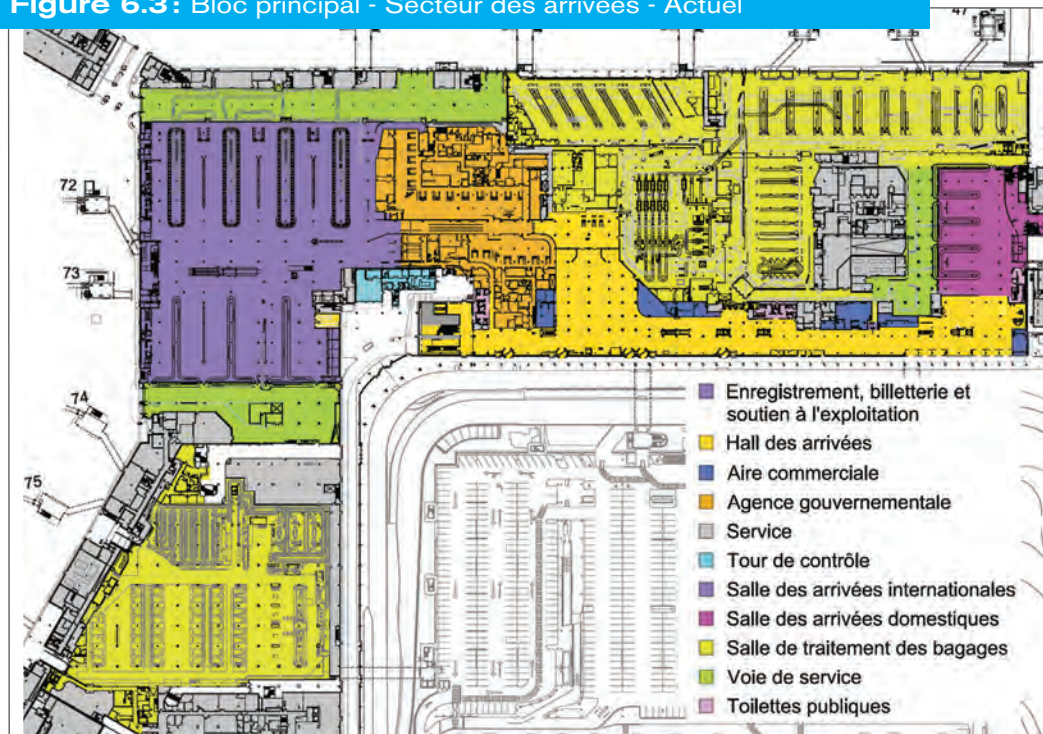 Figure 6.3: Bloc principal - Secteur des arrivées - Actuel
47
72
73
74
75
Enregistrement, billetterie et
soutien à l'exploitation
Hall des arrivées
Aire commerciale
Agence gouvernementale
Service
Tour de contrôle
Salle des arrivées internationales
Salle des arrivées domestiques
Salle de traitement des bagages
Voie de service
Toilettes publiques